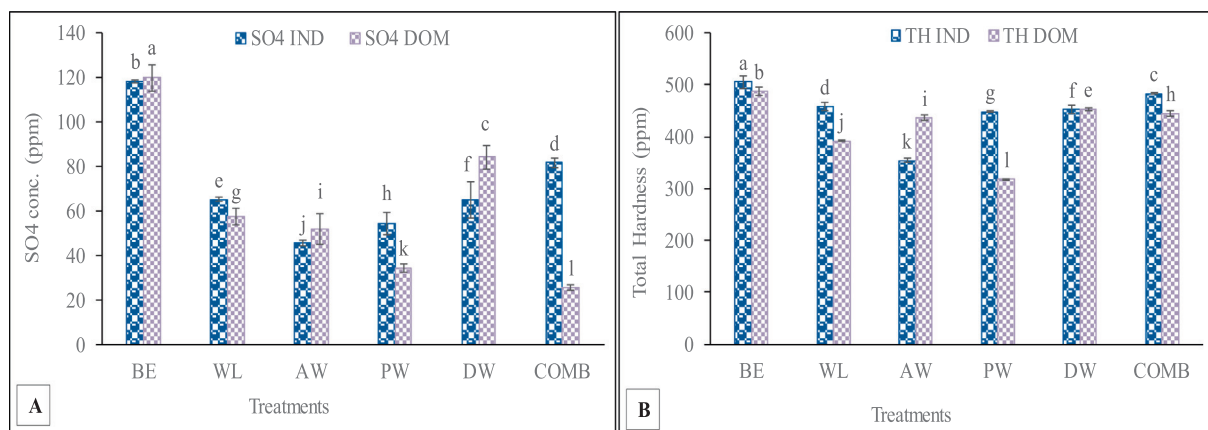 SO4 IND SO4 DOM
SO4 conc. (ppm)
140
120
100
80
60
40
20
0
b a
e g
j i
h k
f c
d l
BE WL AW PW DW COMB
Treatments
A
TH IND TH DOM
Total Hardness (ppm)
600
500
400
300
200
100
0
a b
d j
k i
g l
f e
c h
BE WL AW PW DW COMB
Treatments
B